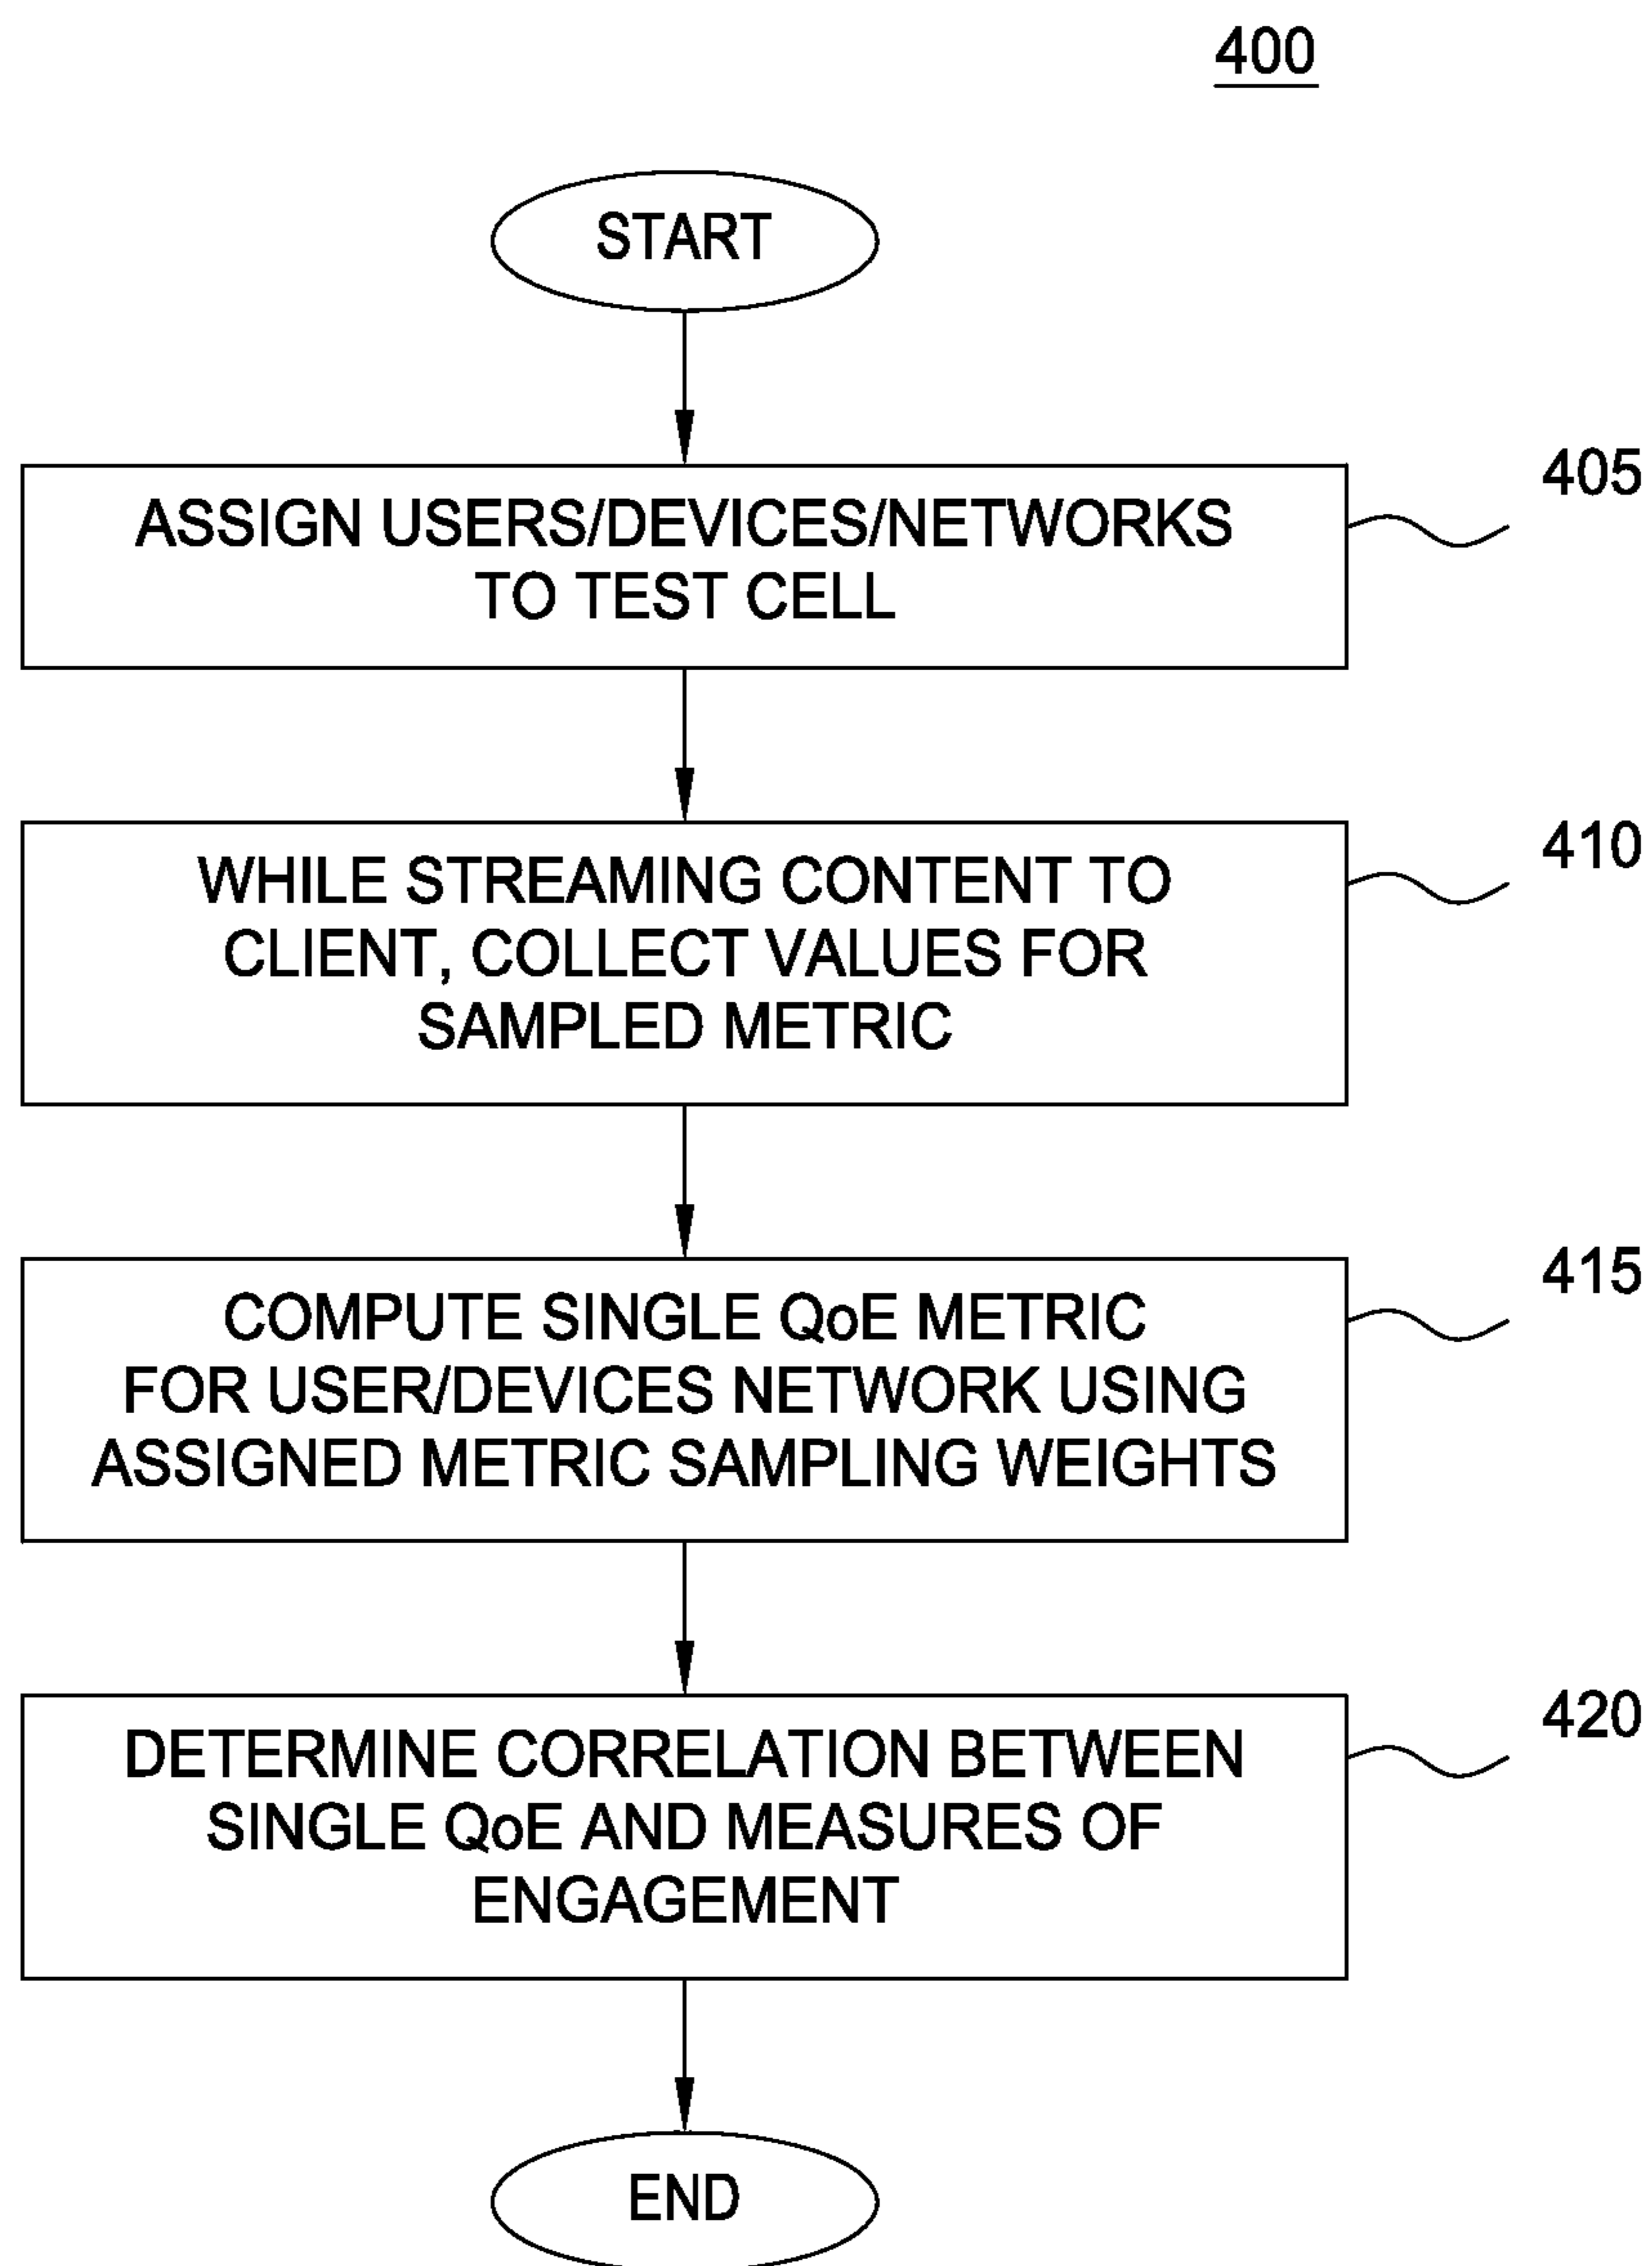 400
START
405
ASSIGN USERS/DEVICES/NETWORKS
TO TEST CELL
410
WHILE STREAMING CONTENT TO
CLIENT, COLLECT VALUES FOR
SAMPLED METRIC
415
COMPUTE SINGLE QoE METRIC
FOR USER/DEVICES NETWORK USING
ASSIGNED METRIC SAMPLING WEIGHTS
420
DETERMINE CORRELATION BETWEEN
SINGLE QoE AND MEASURES OF
ENGAGEMENT
END